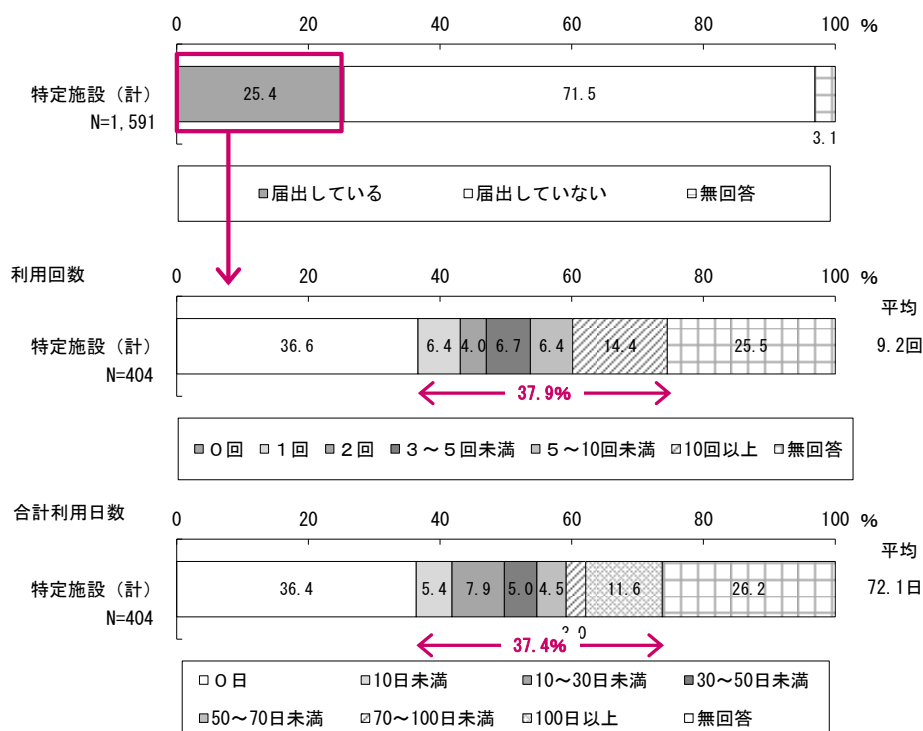 0 20 40 60 80 100 %
特定施設（計） 25.4 71.5
N=1,591
3.1
■届出している □届出していない 無回答
利用回数 0 20 40 60 80 100 %
平均
特定施設（計） 36.6 6.4 4.0 6.7 6.4 14.4 25.5 9.2回
N=404
37.9%
０回 １回 ２回 ３～５回未満 ５～10回未満 10回以上 無回答
合計利用日数 0 20 40 60 80 100 %
平均
特定施設（計） 36.4 5.4 7.9 5.0 4.5 11.6 26.2 72.1日
N=404
37.4%
０日 10日未満 10～30日未満 30～50日未満
50～70日未満 70～100日未満 100日以上 無回答